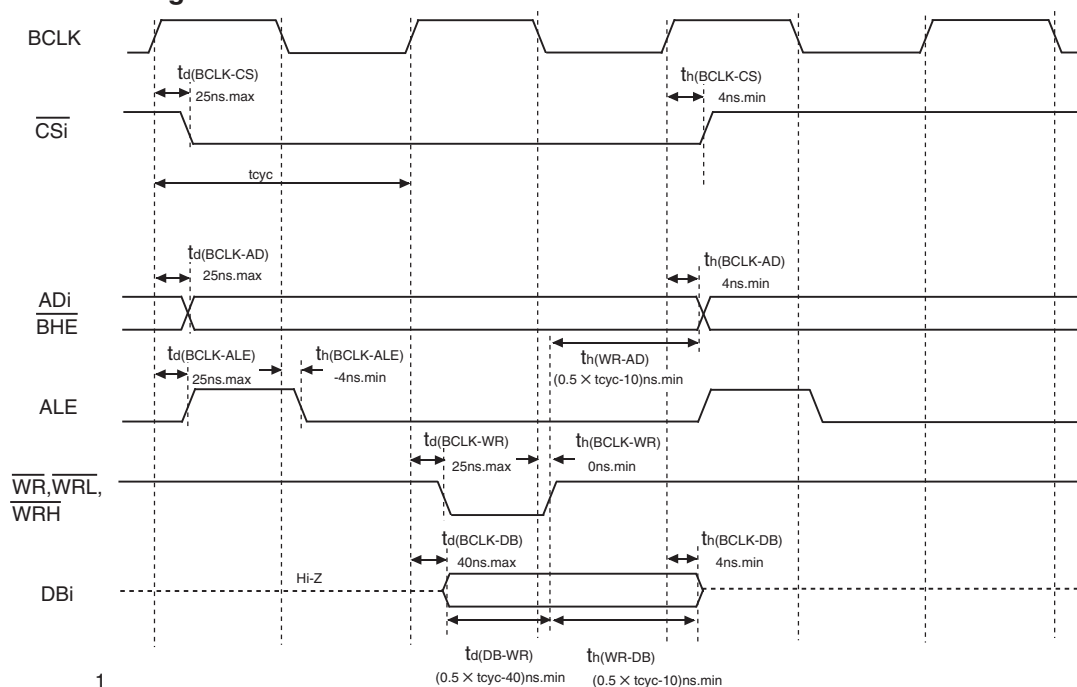 BCLK
td(BCLK-CS)
25ns.max
th(BCLK-CS)
4ns.min
CSi
tcyc
td(BCLK-AD)
25ns.max
th(BCLK-AD)
4ns.min
ADi
BHE
td(BCLK-ALE)
25ns.max
th(BCLK-ALE)
-4ns.min
th(WR-AD)
(0.5 × tcyc-10)ns.min
ALE
td(BCLK-WR)
25ns.max
th(BCLK-WR)
0ns.min
WR,WRL,
WRH
td(BCLK-DB)
40ns.max
th(BCLK-DB)
4ns.min
Hi-Z
DBi
td(DB-WR)
(0.5 × tcyc-40)ns.min
th(WR-DB)
(0.5 × tcyc-10)ns.min
1